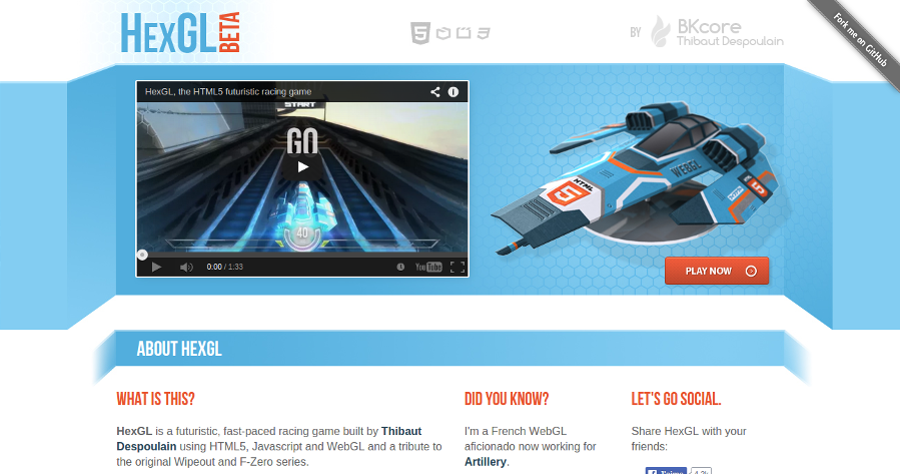 HEXGL BETA
BY BKcore
Thibaut Despoulain
Fork me on GitHub
HexGL, the HTML5 futuristic racing game
START
GO
40
0:00 / 1:33
YouTube
HTML
5
WEBGL
PLAY NOW
ABOUT HEXGL
WHAT IS THIS?
HexGL is a futuristic, fast-paced racing game built by Thibaut
Despoulain using HTML5, Javascript and WebGL and a tribute to
the original Wipeout and F-Zero series.
DID YOU KNOW?
I'm a French WebGL
aficionado now working for
Artillery.
LET'S GO SOCIAL.
Share HexGL with your
friends:
J'aime